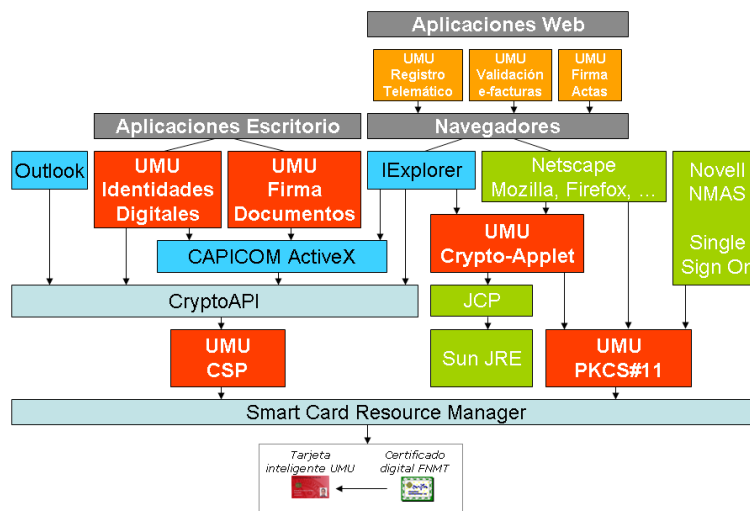 Aplicaciones Web
UMU
Registro
Telemático
UMU
Validación
e-facturas
UMU
Firma
Actas
Aplicaciones Escritorio
Navegadores
Outlook
UMU
Identidades
Digitales
UMU
Firma
Documentos
IExplorer
Netscape
Mozilla, Firefox, ...
Novell
NMAS
Single
Sign On
CAPICOM ActiveX
UMU
Crypto-Applet
CryptoAPI
JCP
UMU
CSP
Sun JRE
UMU
PKCS#11
Smart Card Resource Manager
Tarjeta
inteligente UMU
Certificado
digital FNMT